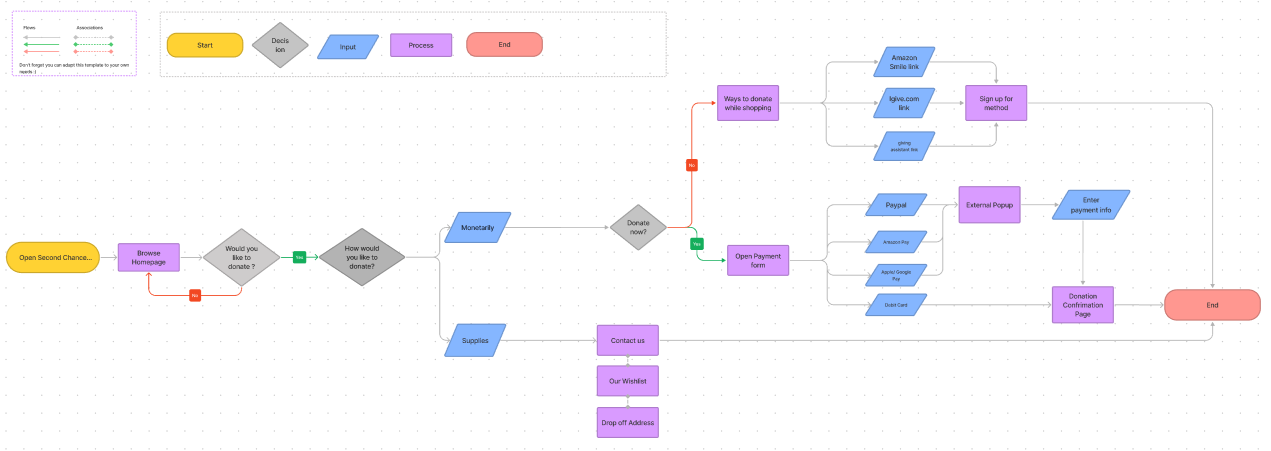 Flows
Associations
Don't forget you can adapt this template to your own
needs :)
Start
Decis
ion
Input
Process
End
Amazon
Smile link
Ways to donate
while shopping
Igive.com
link
Sign up for
method
giving
assistant link
No
Paypal
External Popup
Enter
payment info
Monetarily
Donate
now?
Yes
Amazon Pay
Open Second Chance...
Browse
Homepage
Would you
like to
donate ?
Yes
How would
you like to
donate?
Open Payment
form
Apple/ Google
Pay
No
Debit Card
Donation
Confrimation
Page
End
Supplies
Contact us
Our Wishlist
Drop off Address